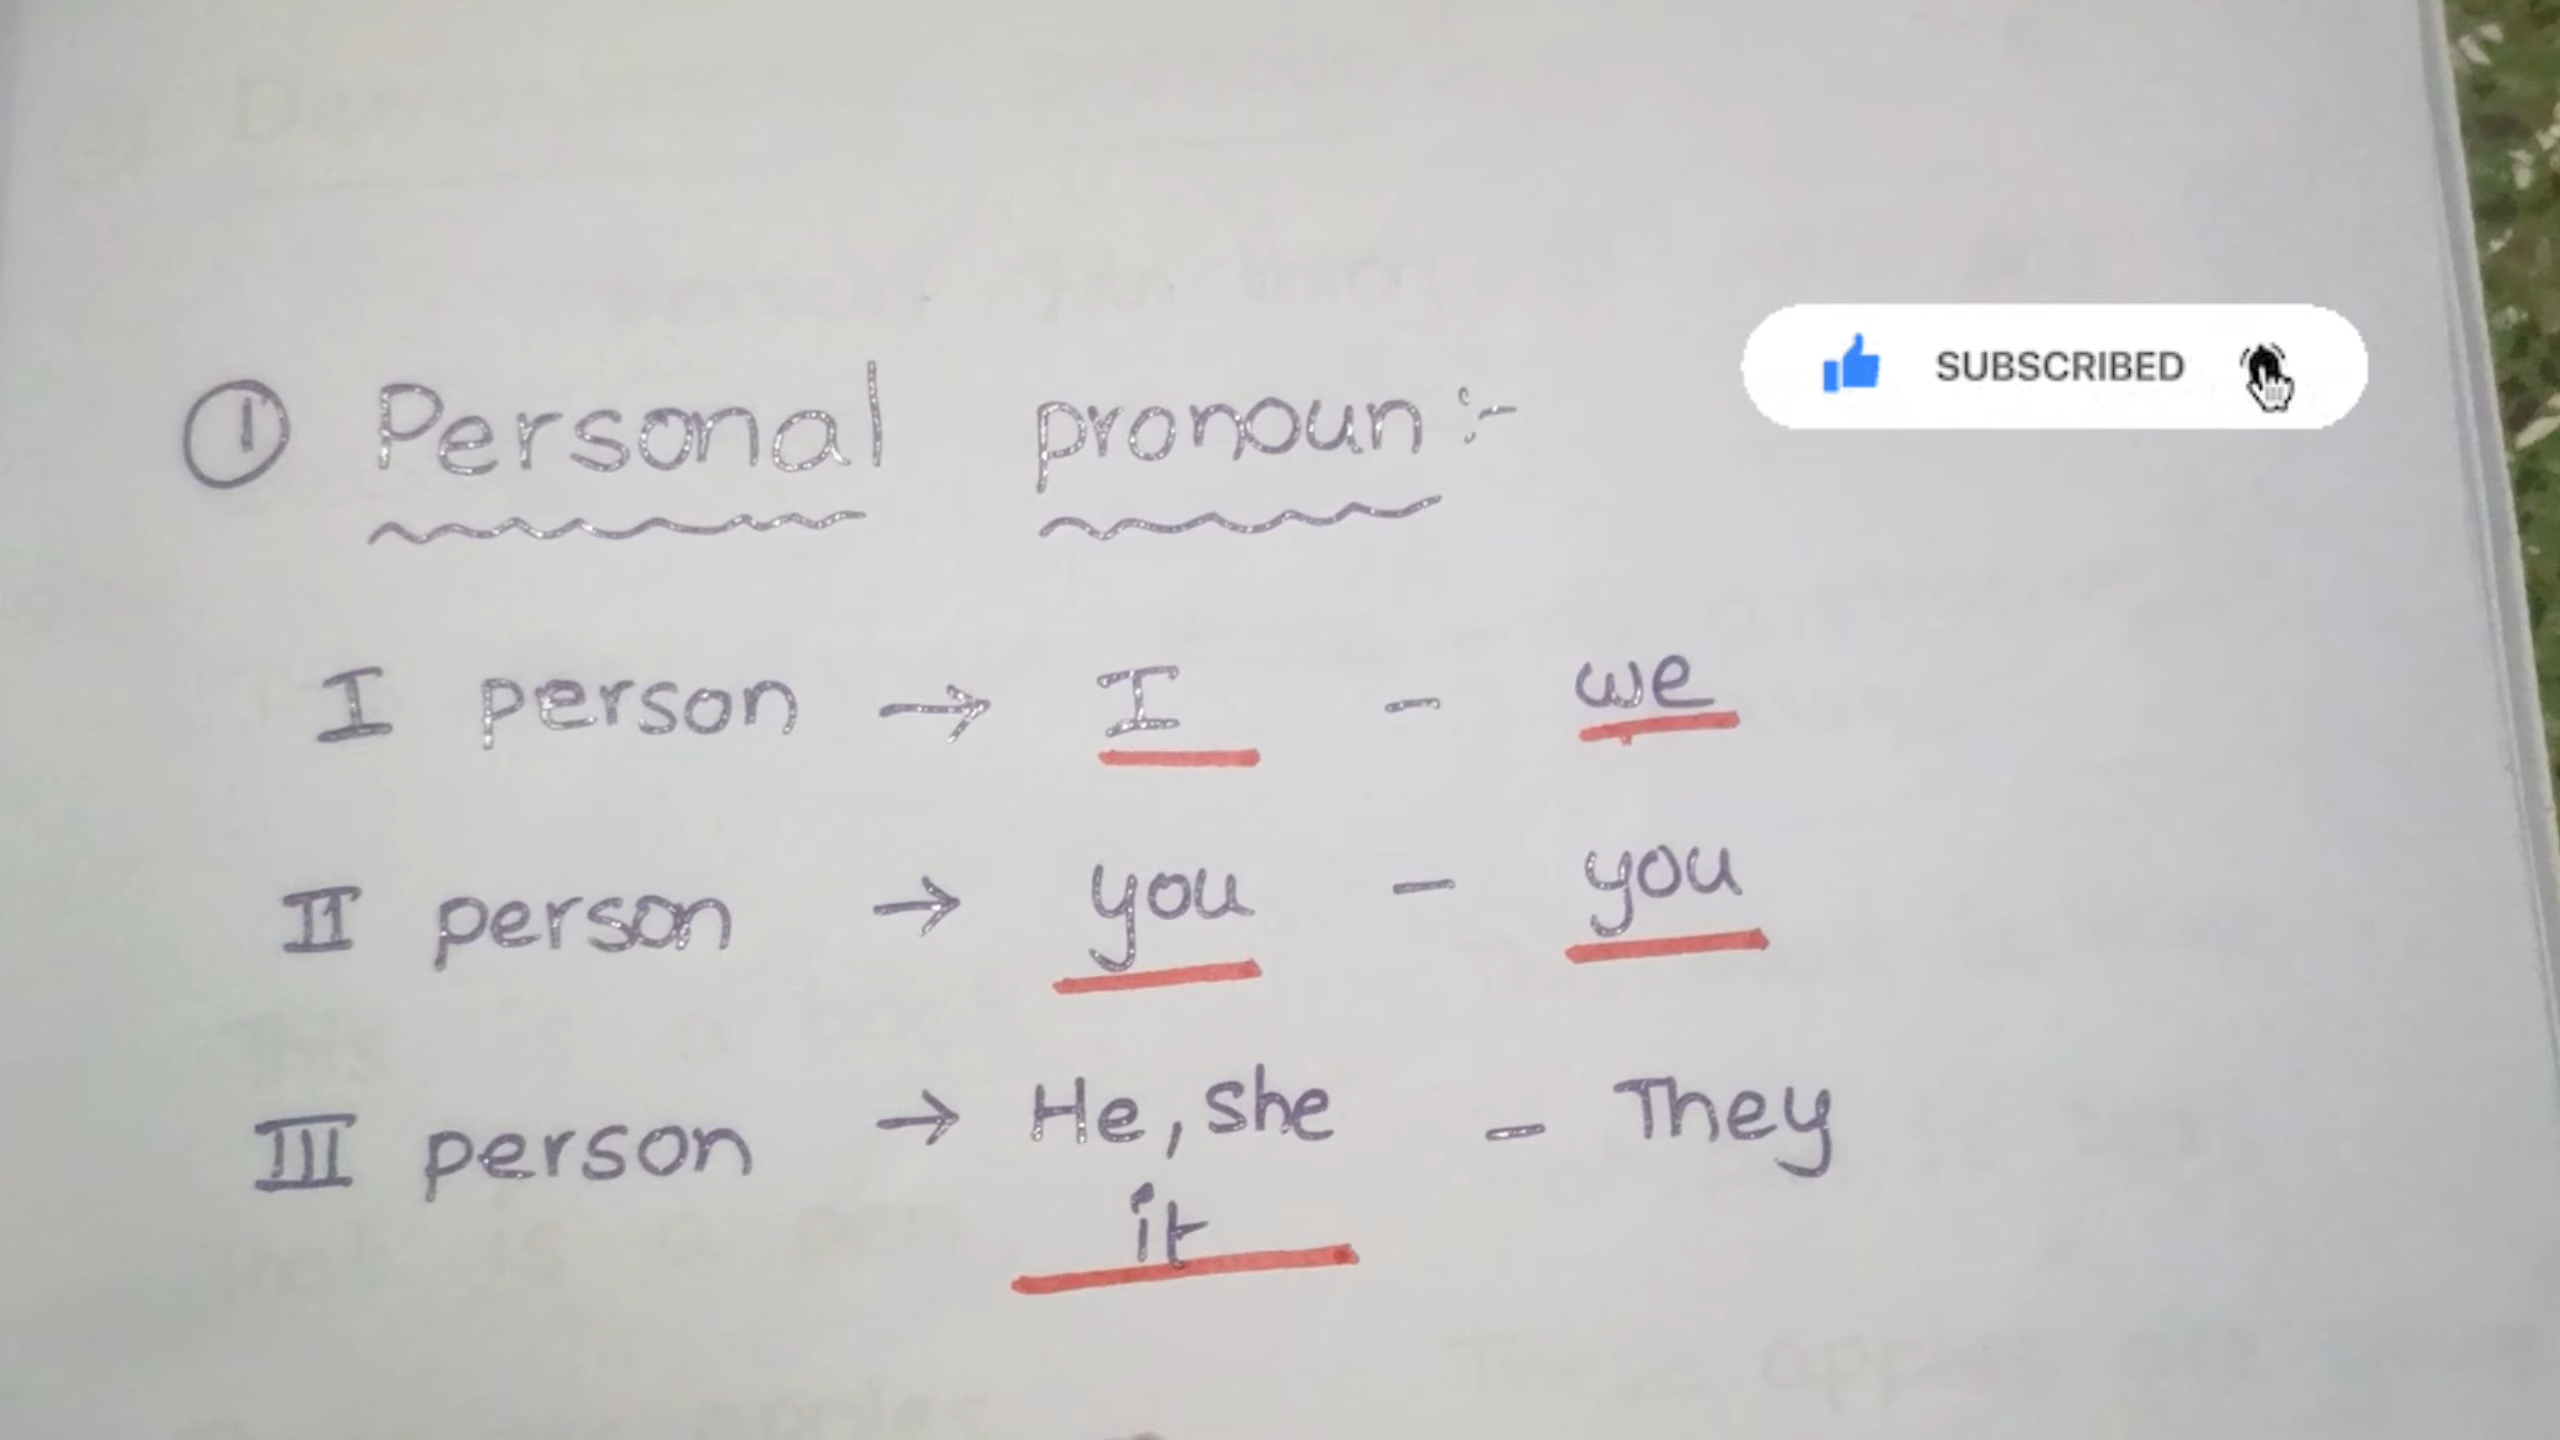 ① Personal pronoun :-
SUBSCRIBED
I person → I - we
II person → you - you
III person → He, she - They
it